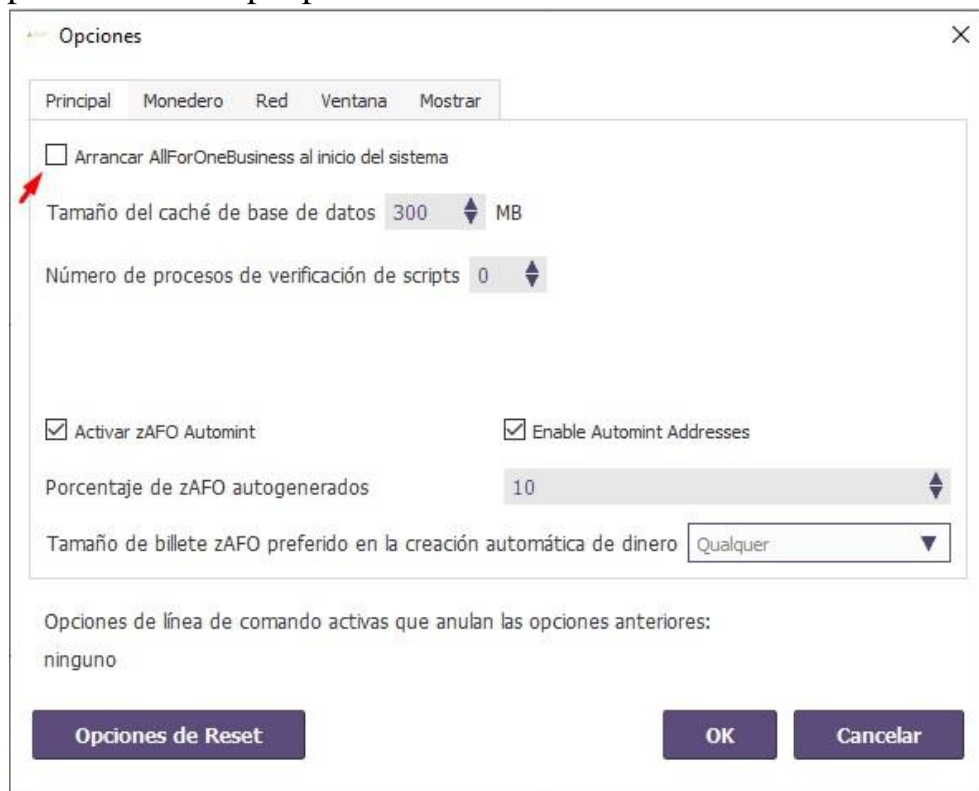 Opciones
Principal Monedero Red Ventana Mostrar
Arrancar AllForOneBusiness al inicio del sistema
Tamaño del caché de base de datos 300 MB
Número de procesos de verificación de scripts 0
Activar zAFO Automint Enable Automint Addresses
Porcentaje de zAFO autogenerados 10
Tamaño de billete zAFO preferido en la creación automática de dinero Qualquer
Opciones de línea de comando activas que anulan las opciones anteriores:
ninguno
Opciones de Reset OK Cancelar